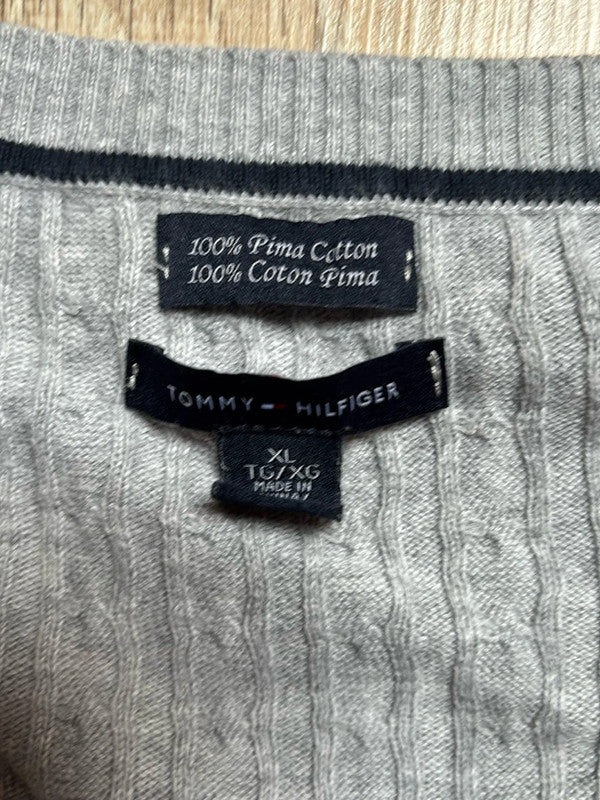 100% Pima Cotton
100% Coton Pima
TOMMY HILFIGER
XL
TG/XG
MADE IN